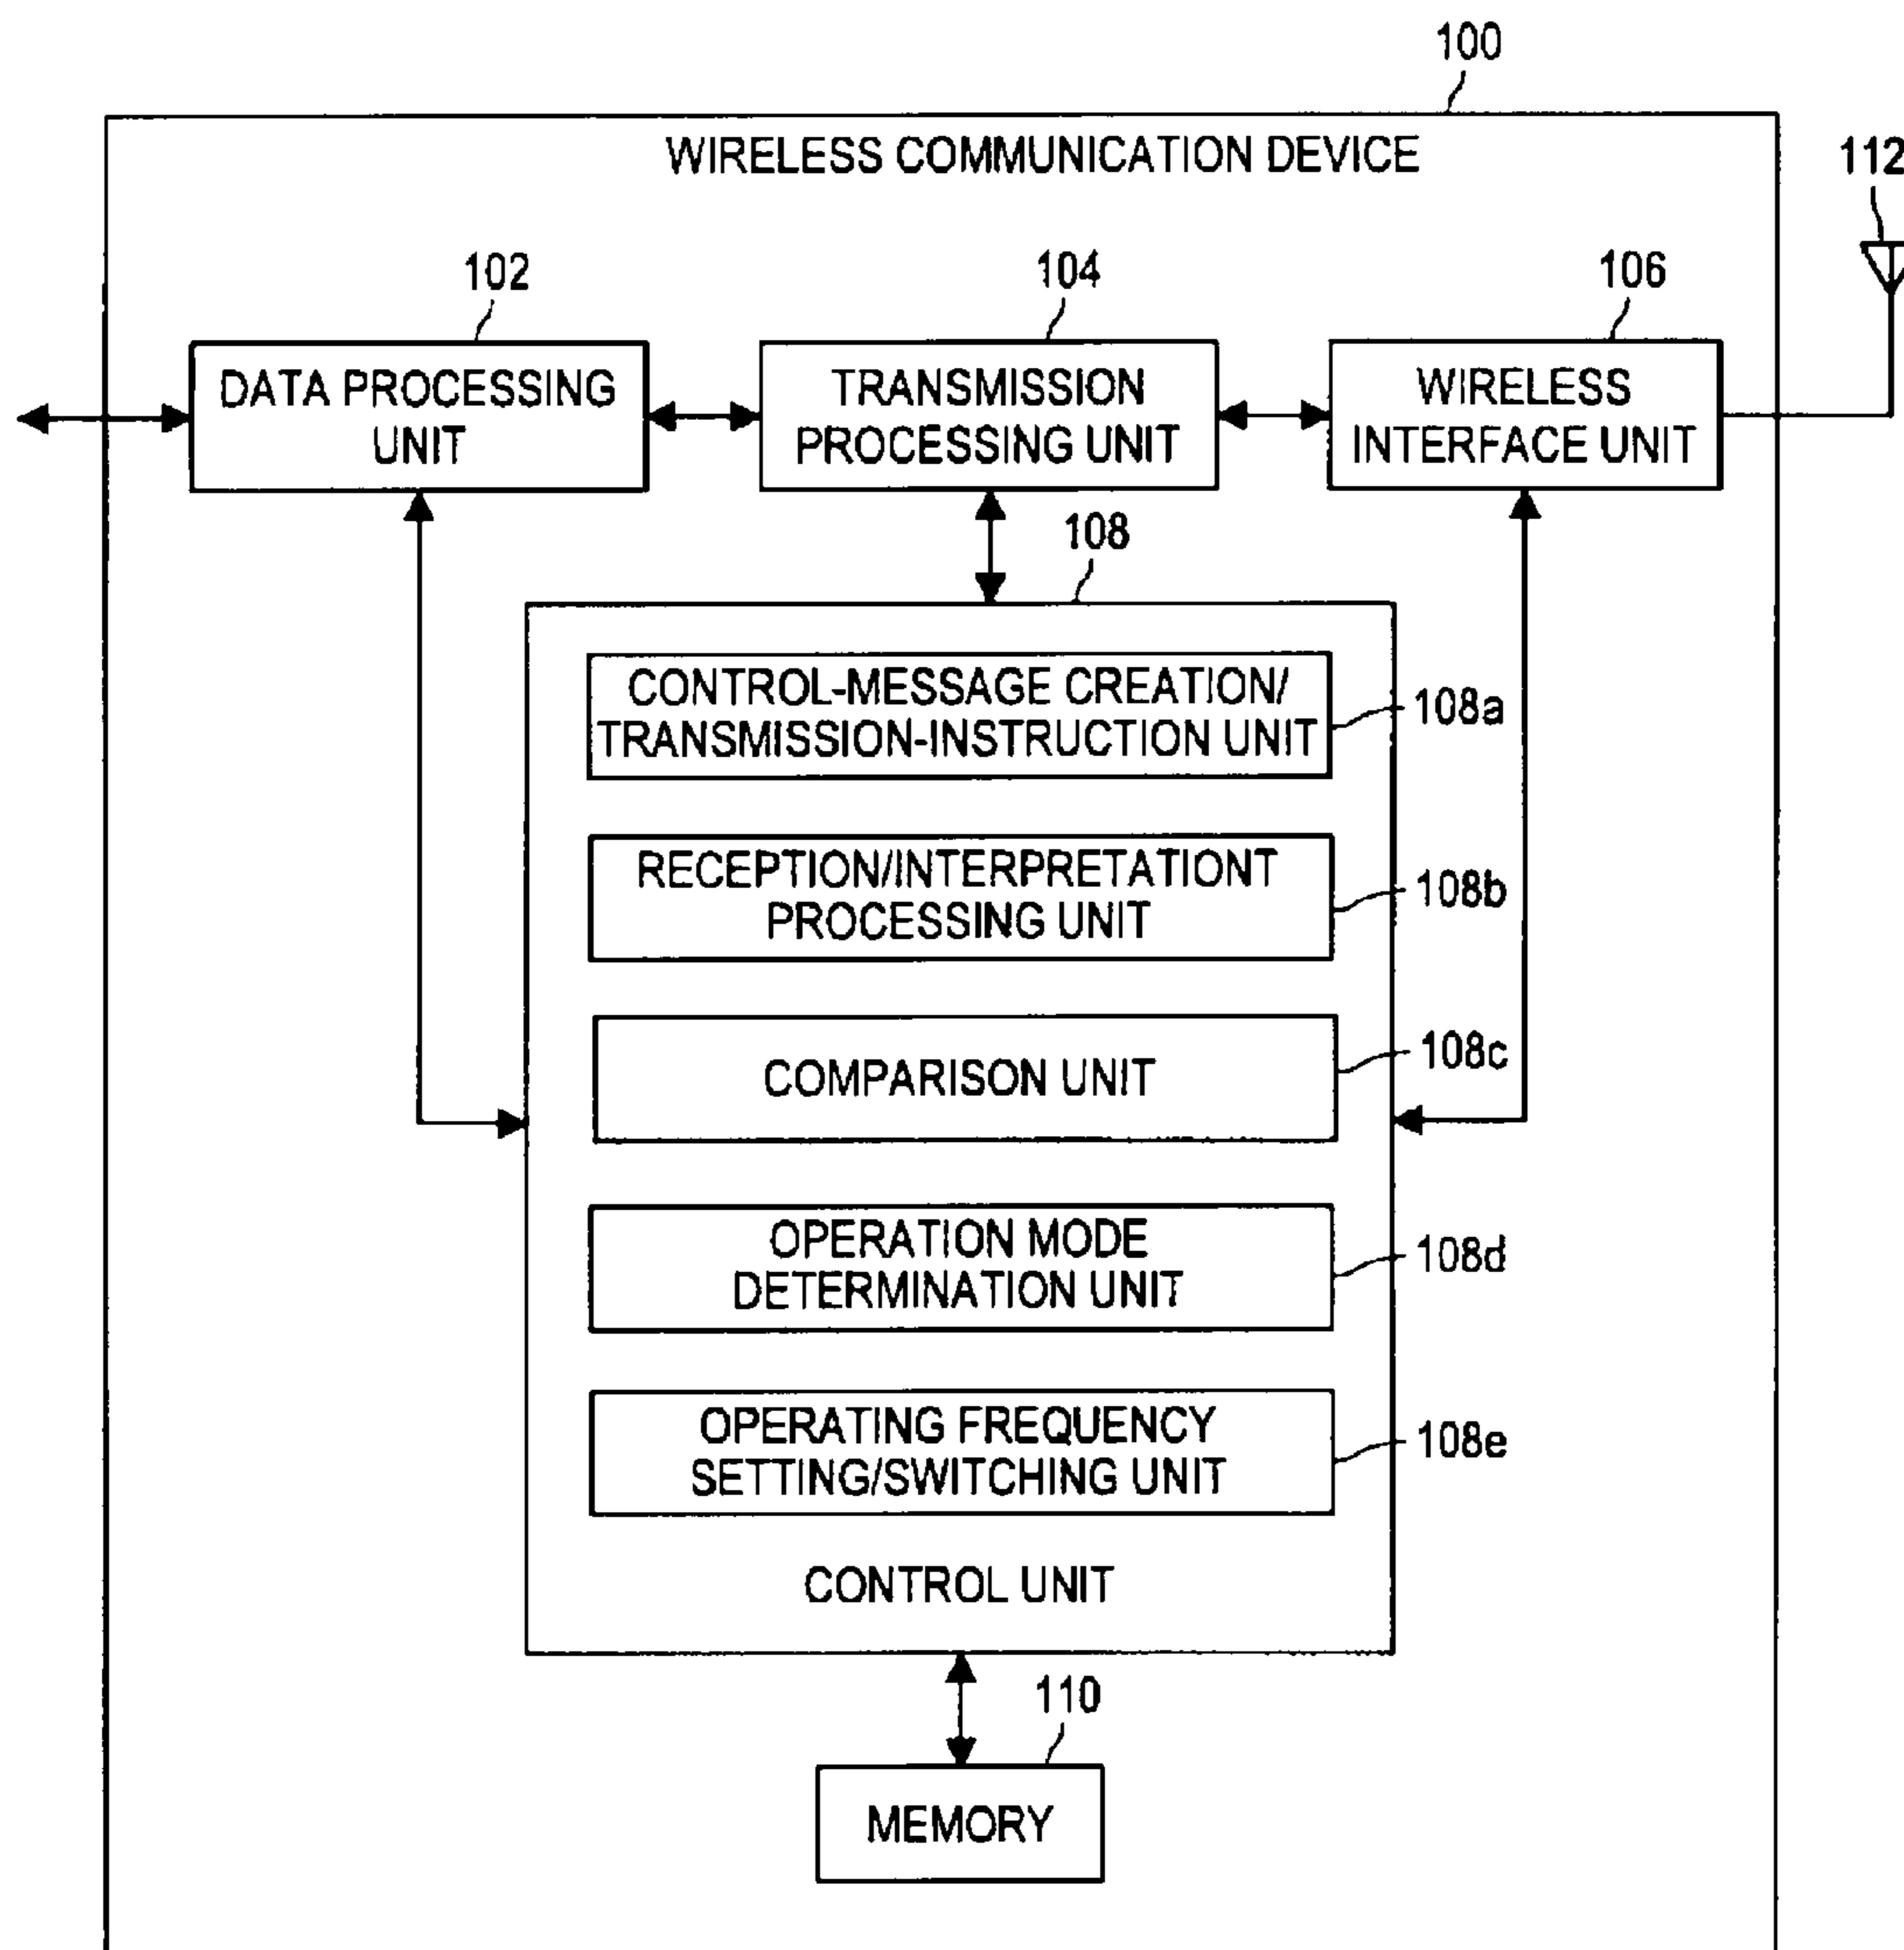 100
WIRELESS COMMUNICATION DEVICE
112
102
104
106
DATA PROCESSING
UNIT
TRANSMISSION
PROCESSING UNIT
WIRELESS
INTERFACE UNIT
108
CONTROL-MESSAGE CREATION/
TRANSMISSION-INSTRUCTION UNIT
108a
RECEPTION/INTERPRETATIONT
PROCESSING UNIT
108b
COMPARISON UNIT
108c
OPERATION MODE
DETERMINATION UNIT
108d
OPERATING FREQUENCY
SETTING/SWITCHING UNIT
108e
CONTROL UNIT
110
MEMORY